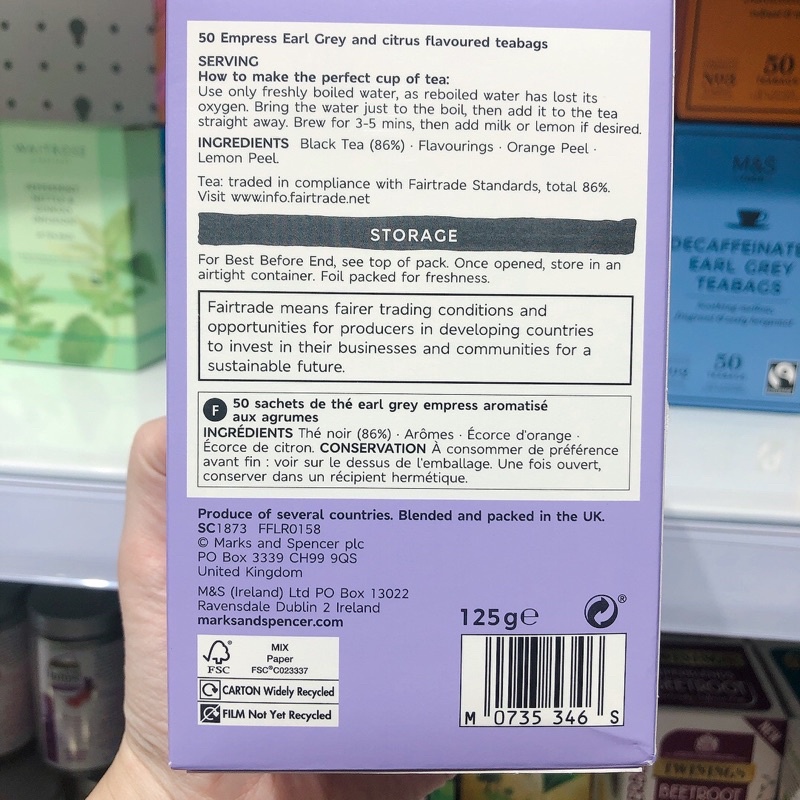 50 Empress Earl Grey and citrus flavoured teabags
SERVING
How to make the perfect cup of tea:
Use only freshly boiled water, as reboiled water has lost its
oxygen. Bring the water just to the boil, then add it to the tea
straight away. Brew for 3-5 mins, then add milk or lemon if desired.
INGREDIENTS Black Tea (86%) · Flavourings · Orange Peel ·
Lemon Peel.
Tea: traded in compliance with Fairtrade Standards, total 86%.
Visit www.info.fairtrade.net
STORAGE
For Best Before End, see top of pack. Once opened, store in an
airtight container. Foil packed for freshness.
Fairtrade means fairer trading conditions and
opportunities for producers in developing countries
to invest in their businesses and communities for a
sustainable future.
F 50 sachets de thé earl grey empress aromatisé
aux agrumes
INGRÉDIENTS Thé noir (86%) · Arômes · Écorce d'orange ·
Écorce de citron. CONSERVATION À consommer de préférence
avant fin : voir sur le dessus de l'emballage. Une fois ouvert,
conserver dans un récipient hermétique.
Produce of several countries. Blended and packed in the UK.
SC1873 FFLR0158
© Marks and Spencer plc
PO Box 3339 CH99 9QS
United Kingdom
M&S (Ireland) Ltd PO Box 13022
Ravensdale Dublin 2 Ireland
marksandspencer.com
125g℮
®
FSC
MIX
Paper
FSC®C023337
CARTON Widely Recycled
FILM Not Yet Recycled
M 0735 346 S
WAITROSE
50
M&S
DECAFFEINATE
EARL GREY
TEABAGS
50
BEETROOT
NEW
TWININGS
BEETROOT